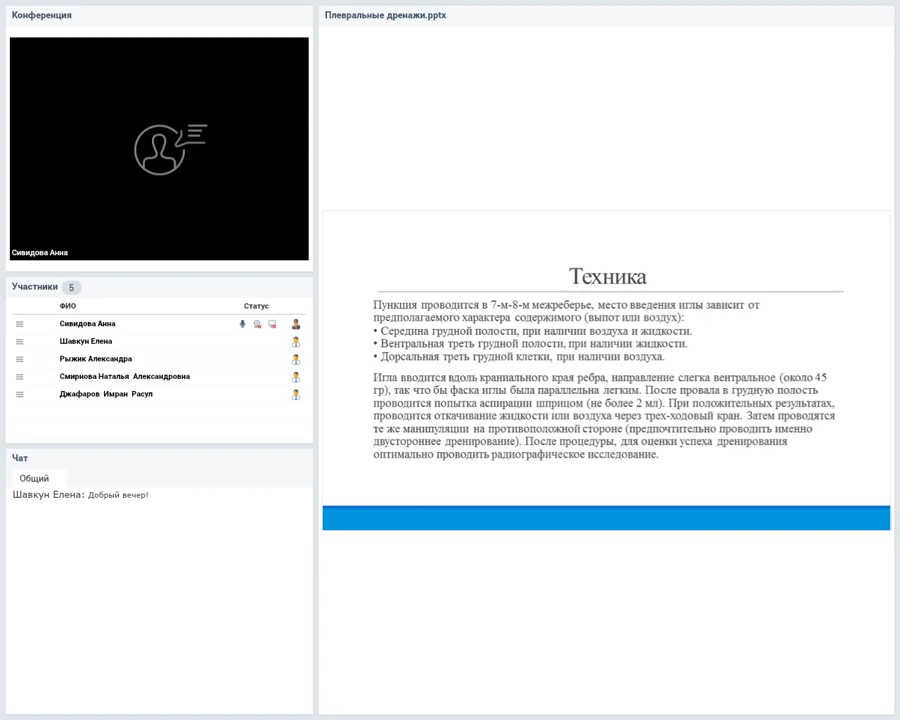 Конференция
Сивидова Анна
Участники 5
ФИО Статус
Сивидова Анна
Шавкун Елена
Рыжик Александра
Смирнова Наталья Александровна
Джафаров Имран Расул
Чат
Общий
Шавкун Елена: Добрый вечер!
Плевральные дренажи.pptx
Техника
Пункция проводится в 7-м-8-м межреберье, место введения иглы зависит от
предполагаемого характера содержимого (выпот или воздух):
• Середина грудной полости, при наличии воздуха и жидкости.
• Вентральная треть грудной полости, при наличии жидкости.
• Дорсальная треть грудной клетки, при наличии воздуха.
Игла вводится вдоль краниального края ребра, направление слегка вентральное (около 45
гр), так что бы фаска иглы была параллельна легким. После провала в грудную полость
проводится попытка аспирации шприцом (не более 2 мл). При положительных результатах,
проводится откачивание жидкости или воздуха через трех-ходовый кран. Затем проводятся
те же манипуляции на противоположной стороне (предпочтительно проводить именно
двустороннее дренирование). После процедуры, для оценки успеха дренирования
оптимально проводить радиографическое исследование.